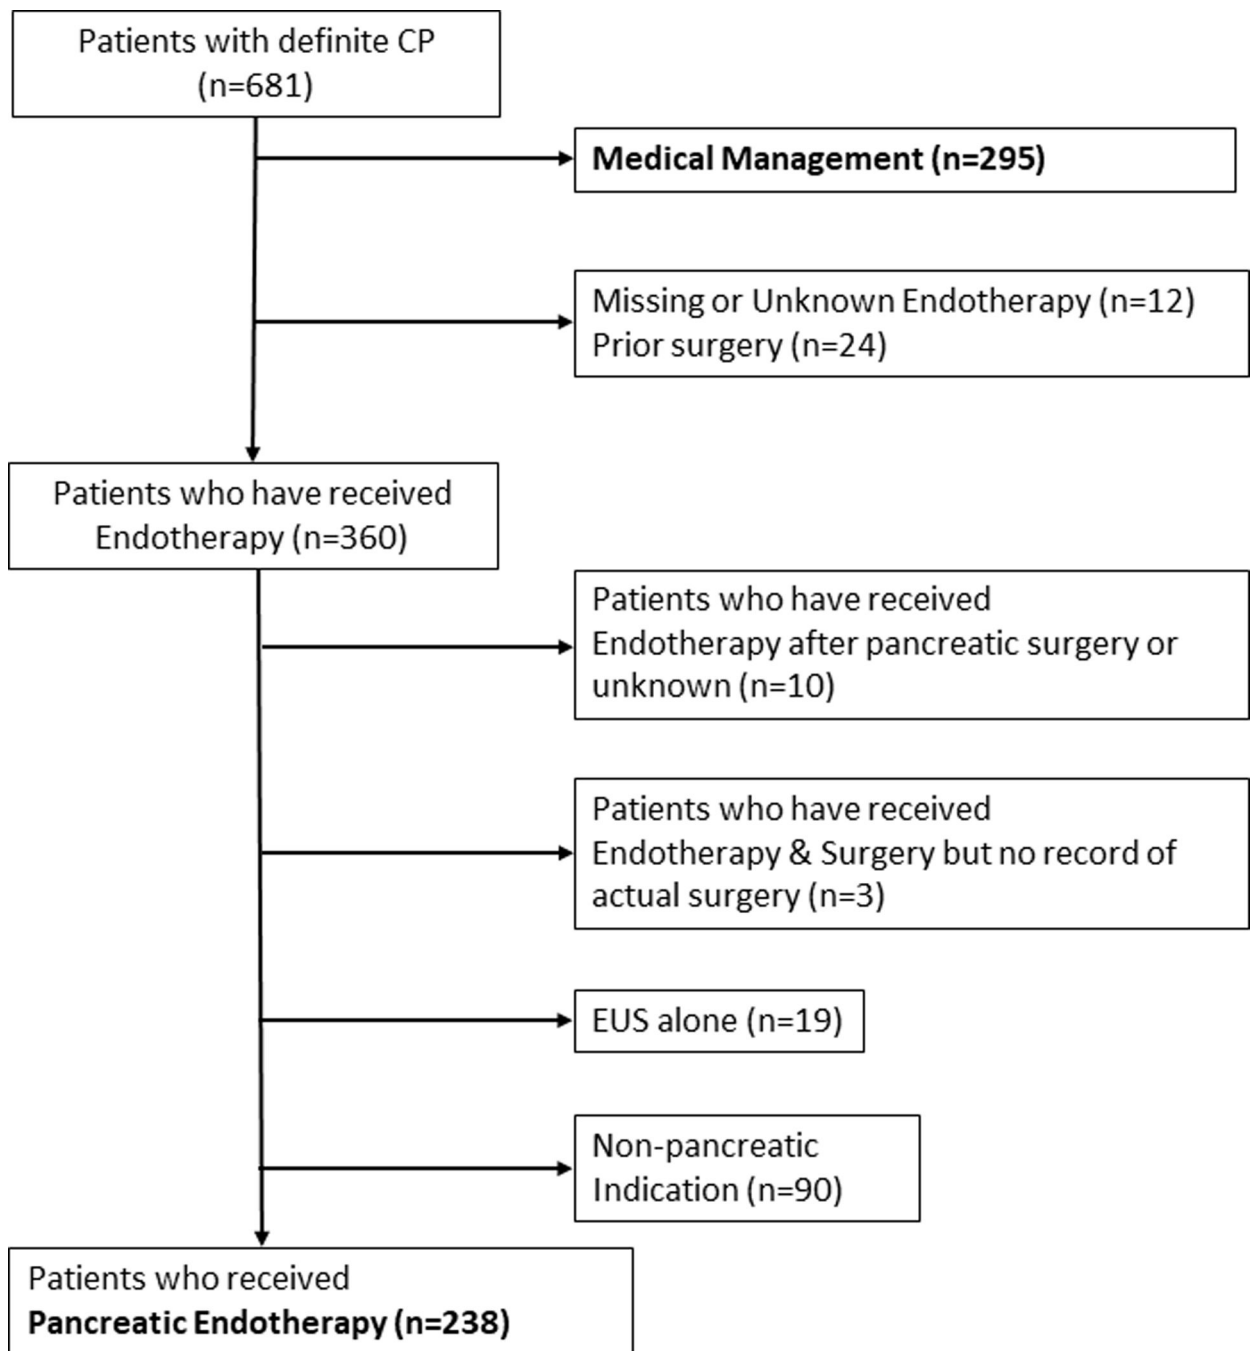 Patients with definite CP
(n=681)
Medical Management (n=295)
Missing or Unknown Endotherapy (n=12)
Prior surgery (n=24)
Patients who have received
Endotherapy (n=360)
Patients who have received
Endotherapy after pancreatic surgery or
unknown (n=10)
Patients who have received
Endotherapy & Surgery but no record of
actual surgery (n=3)
EUS alone (n=19)
Non-pancreatic
Indication (n=90)
Patients who received
Pancreatic Endotherapy (n=238)